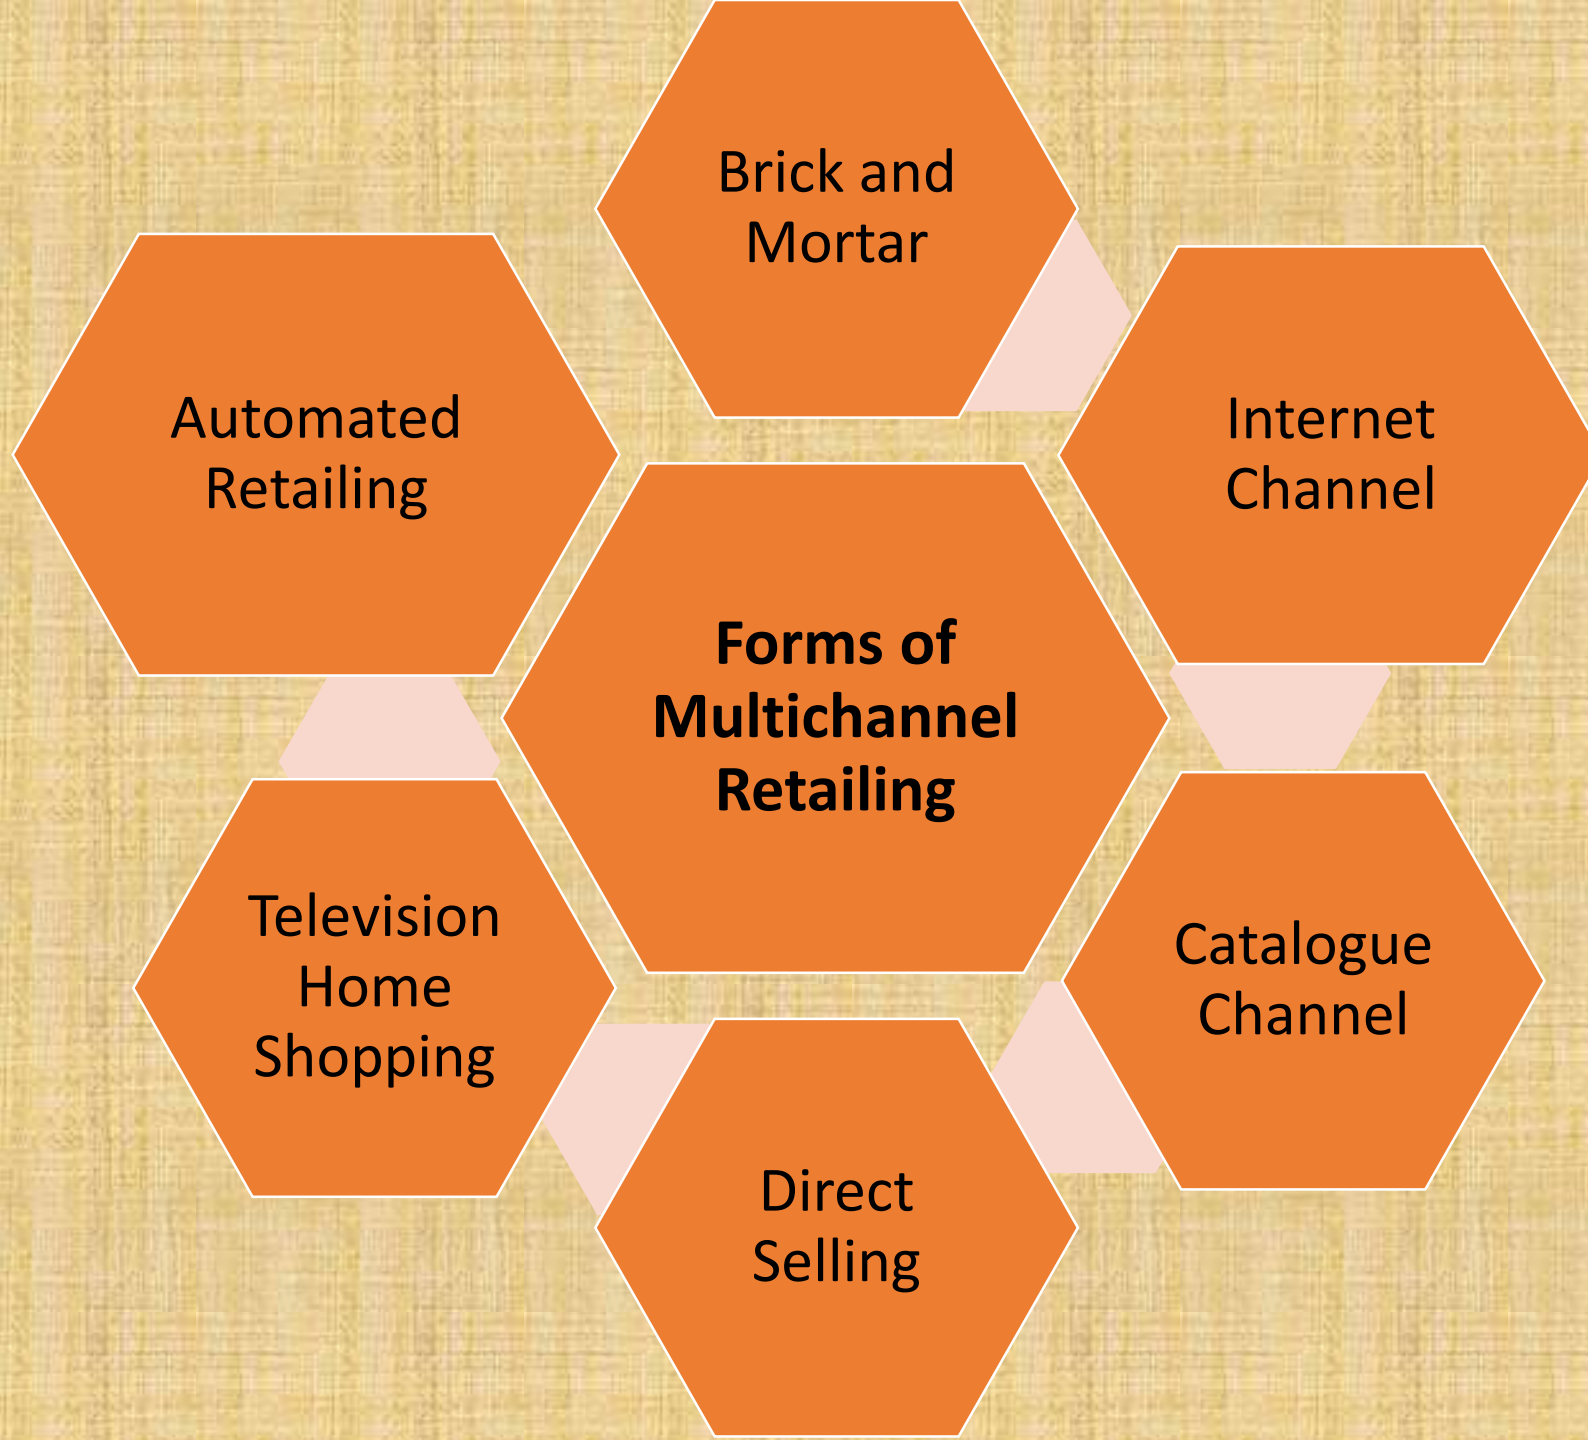 Brick and
Mortar
Automated
Retailing
Internet
Channel
Forms of
Multichannel
Retailing
Television
Home
Shopping
Catalogue
Channel
Direct
Selling